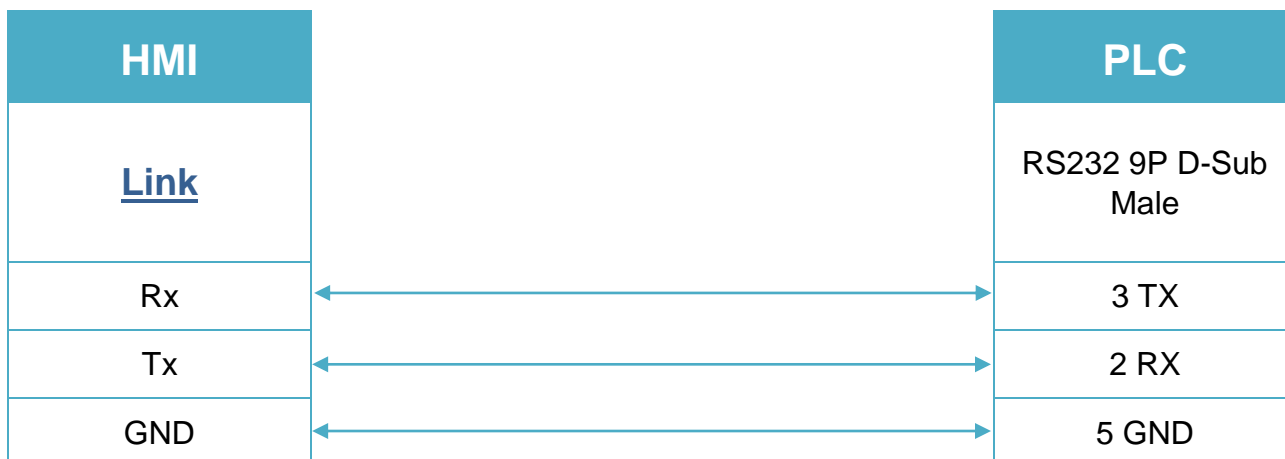 HMI
PLC
Link
RS232 9P D-Sub
Male
Rx
3 TX
Tx
2 RX
GND
5 GND